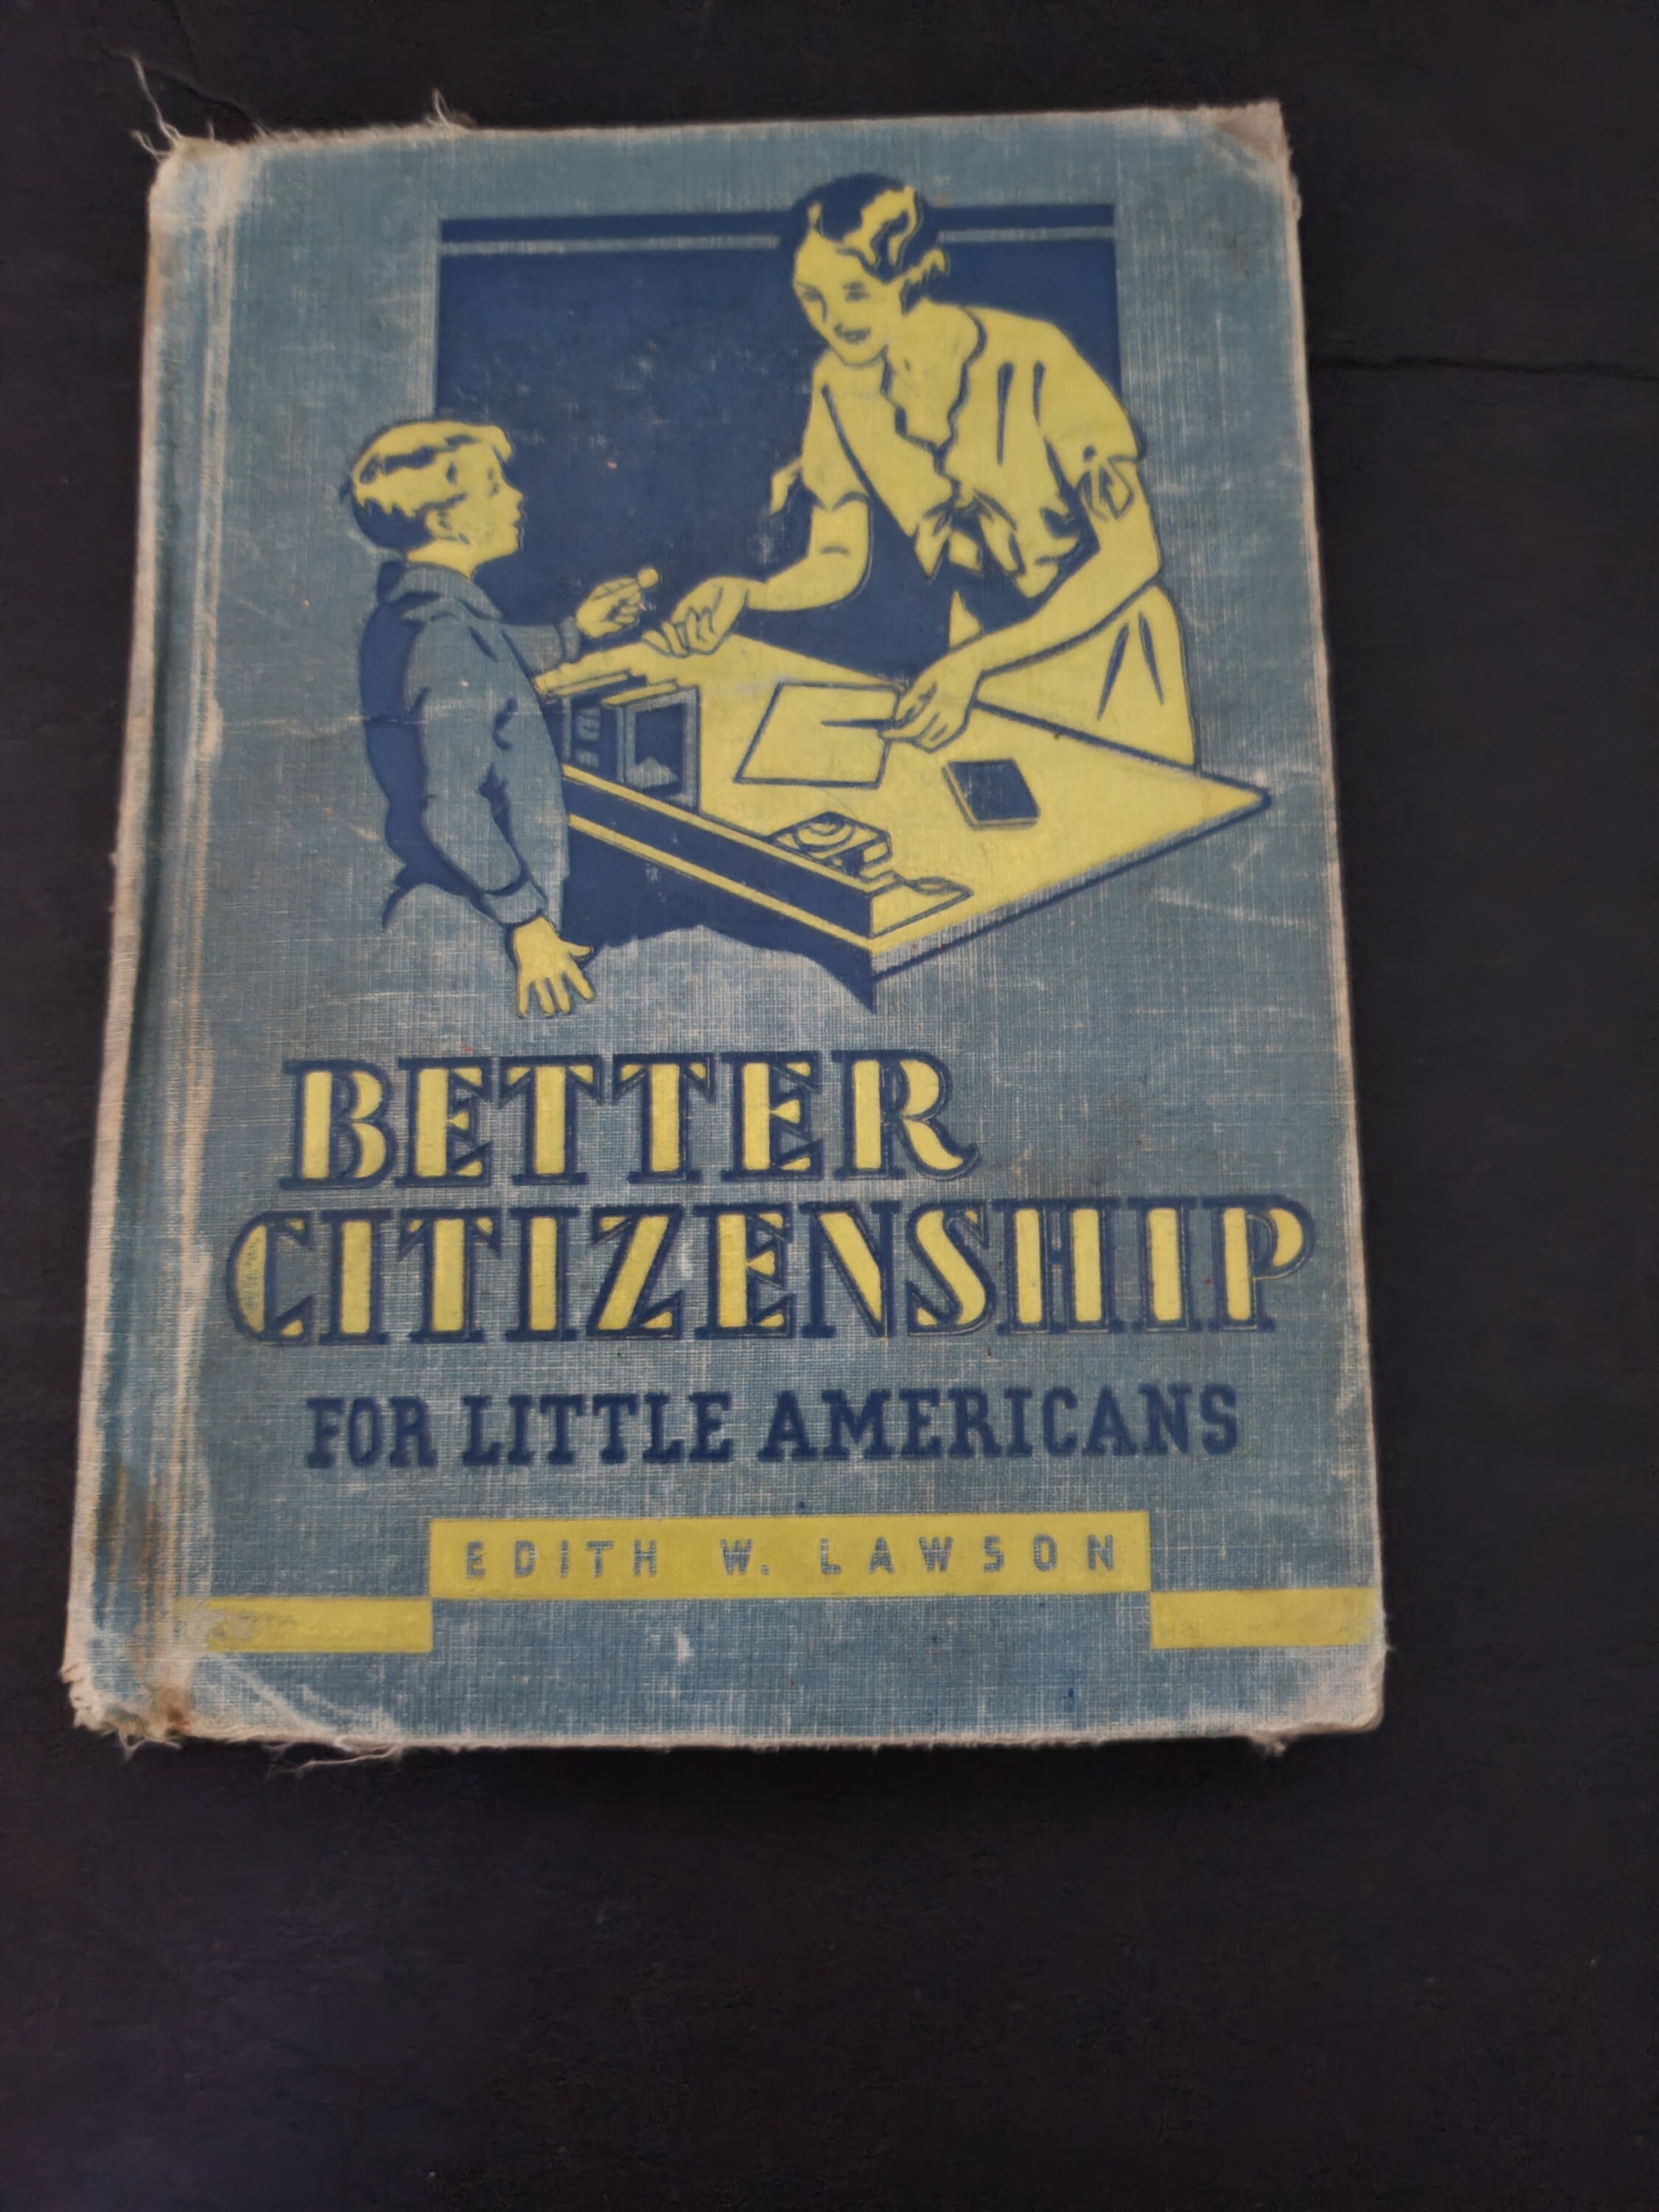 BETTER
CITIZENSHIP
FOR LITTLE AMERICANS
EDITH W. LAWSON